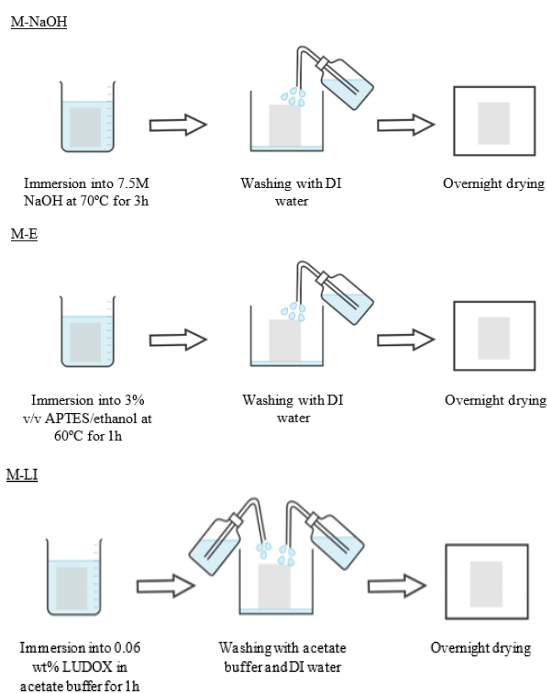 M-NaOH
Immersion into 7.5M
NaOH at 70°C for 3h
Washing with DI
water
Overnight drying
M-E
Immersion into 3%
v/v APTES/ethanol at
60°C for 1h
Washing with DI
water
Overnight drying
M-LI
Immersion into 0.06
wt% LUDOX in
acetate buffer for 1h
Washing with acetate
buffer and DI water
Overnight drying